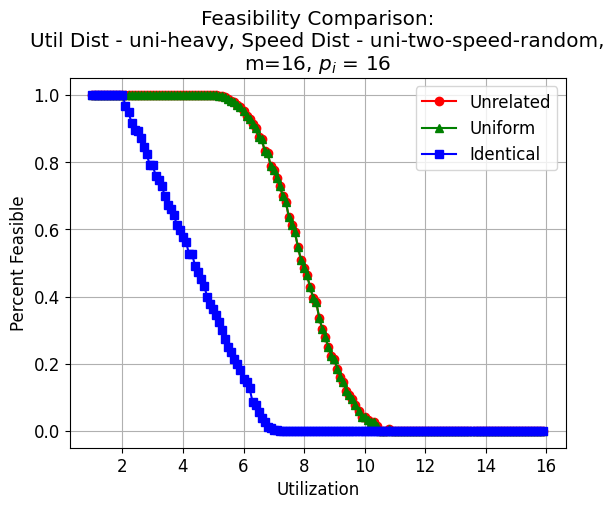 Feasibility Comparison:
Util Dist - uni-heavy, Speed Dist - uni-two-speed-random,
m=16, $p_i$ = 16
1.0
0.8
0.6
0.4
0.2
0.0
Percent Feasible
Unrelated
Uniform
Identical
2 4 6 8 10 12 14 16
Utilization